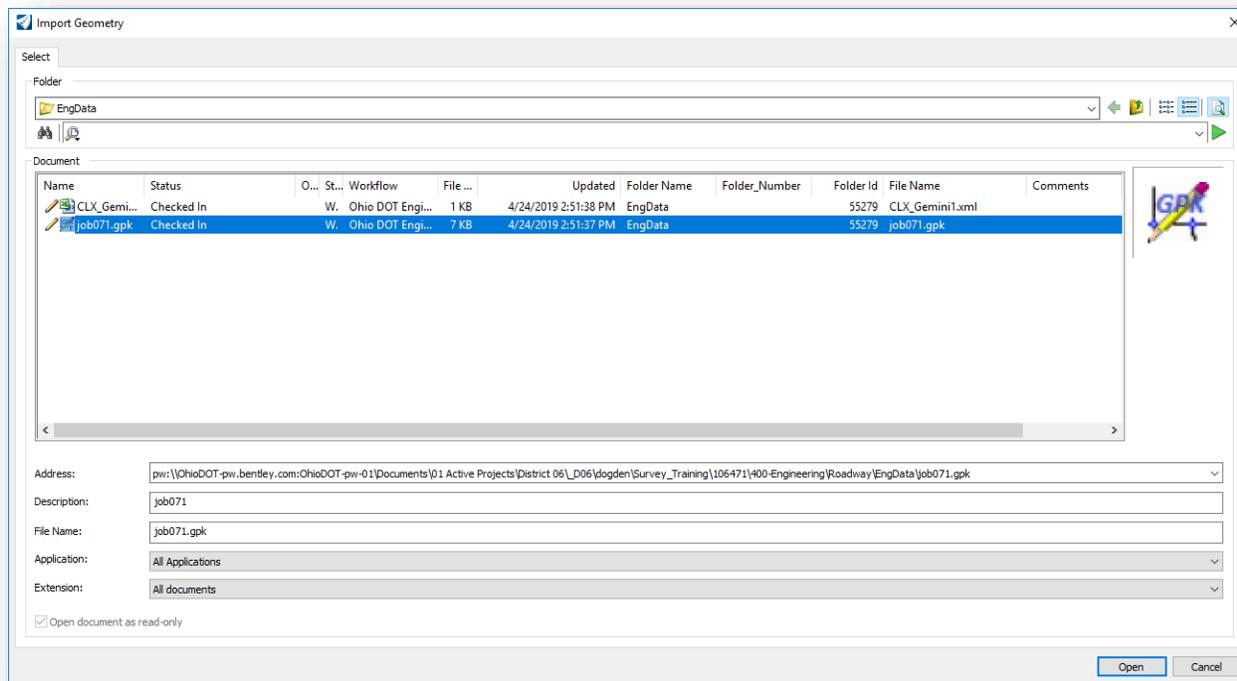 Import Geometry
Select
Folder
EngData
Document
Name Status O... St... Workflow File ... Updated Folder Name Folder_Number Folder Id File Name Comments
CLX_Gemi... Checked In W. Ohio DOT Engi... 1 KB 4/24/2019 2:51:38 PM EngData 55279 CLX_Gemini1.xml
job071.gpk Checked In W. Ohio DOT Engi... 7 KB 4/24/2019 2:51:37 PM EngData 55279 job071.gpk
GPK
Address: pw:\\OhioDOT-pw.bentley.com:OhioDOT-pw-01\Documents\01 Active Projects\District 06\_D06\dogden\Survey_Training\106471\400-Engineering\Roadway\EngData\job071.gpk
Description: job071
File Name: job071.gpk
Application: All Applications
Extension: All documents
Open document as read-only
Open Cancel